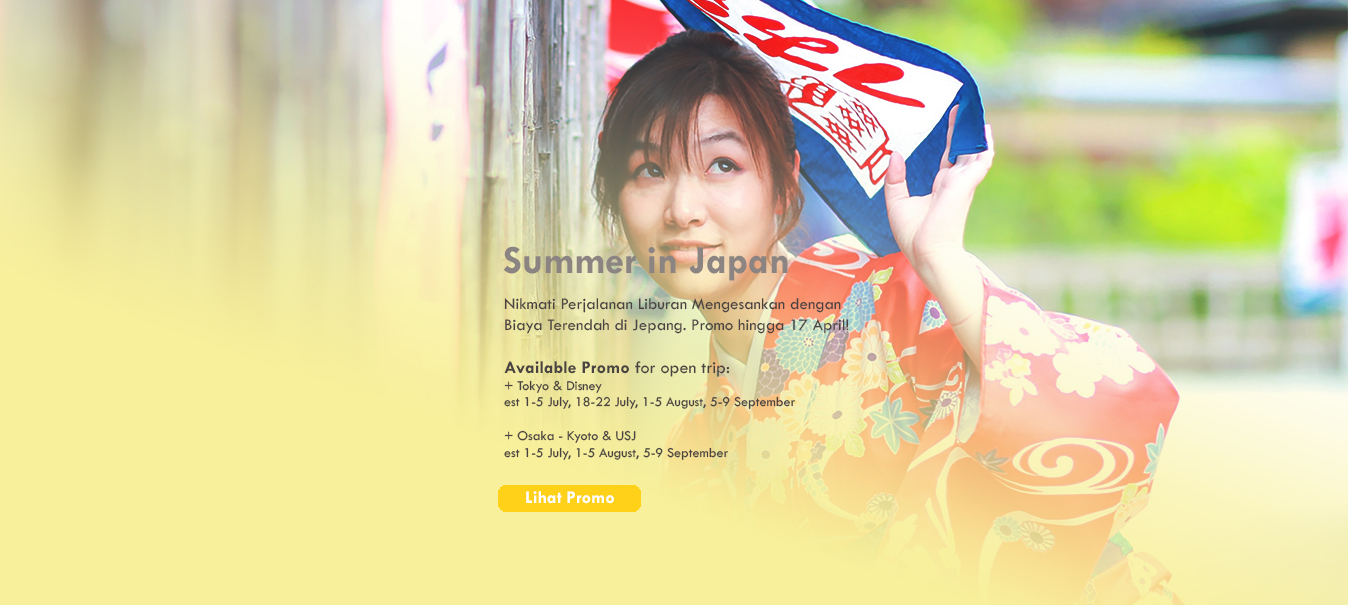 Summer in Japan
Nikmati Perjalanan Liburan Mengesankan dengan
Biaya Terendah di Jepang. Promo hingga 17 April!
Available Promo for open trip:
+ Tokyo & Disney
est 1-5 July, 18-22 July, 1-5 August, 5-9 September
+ Osaka - Kyoto & USJ
est 1-5 July, 1-5 August, 5-9 September
Lihat Promo